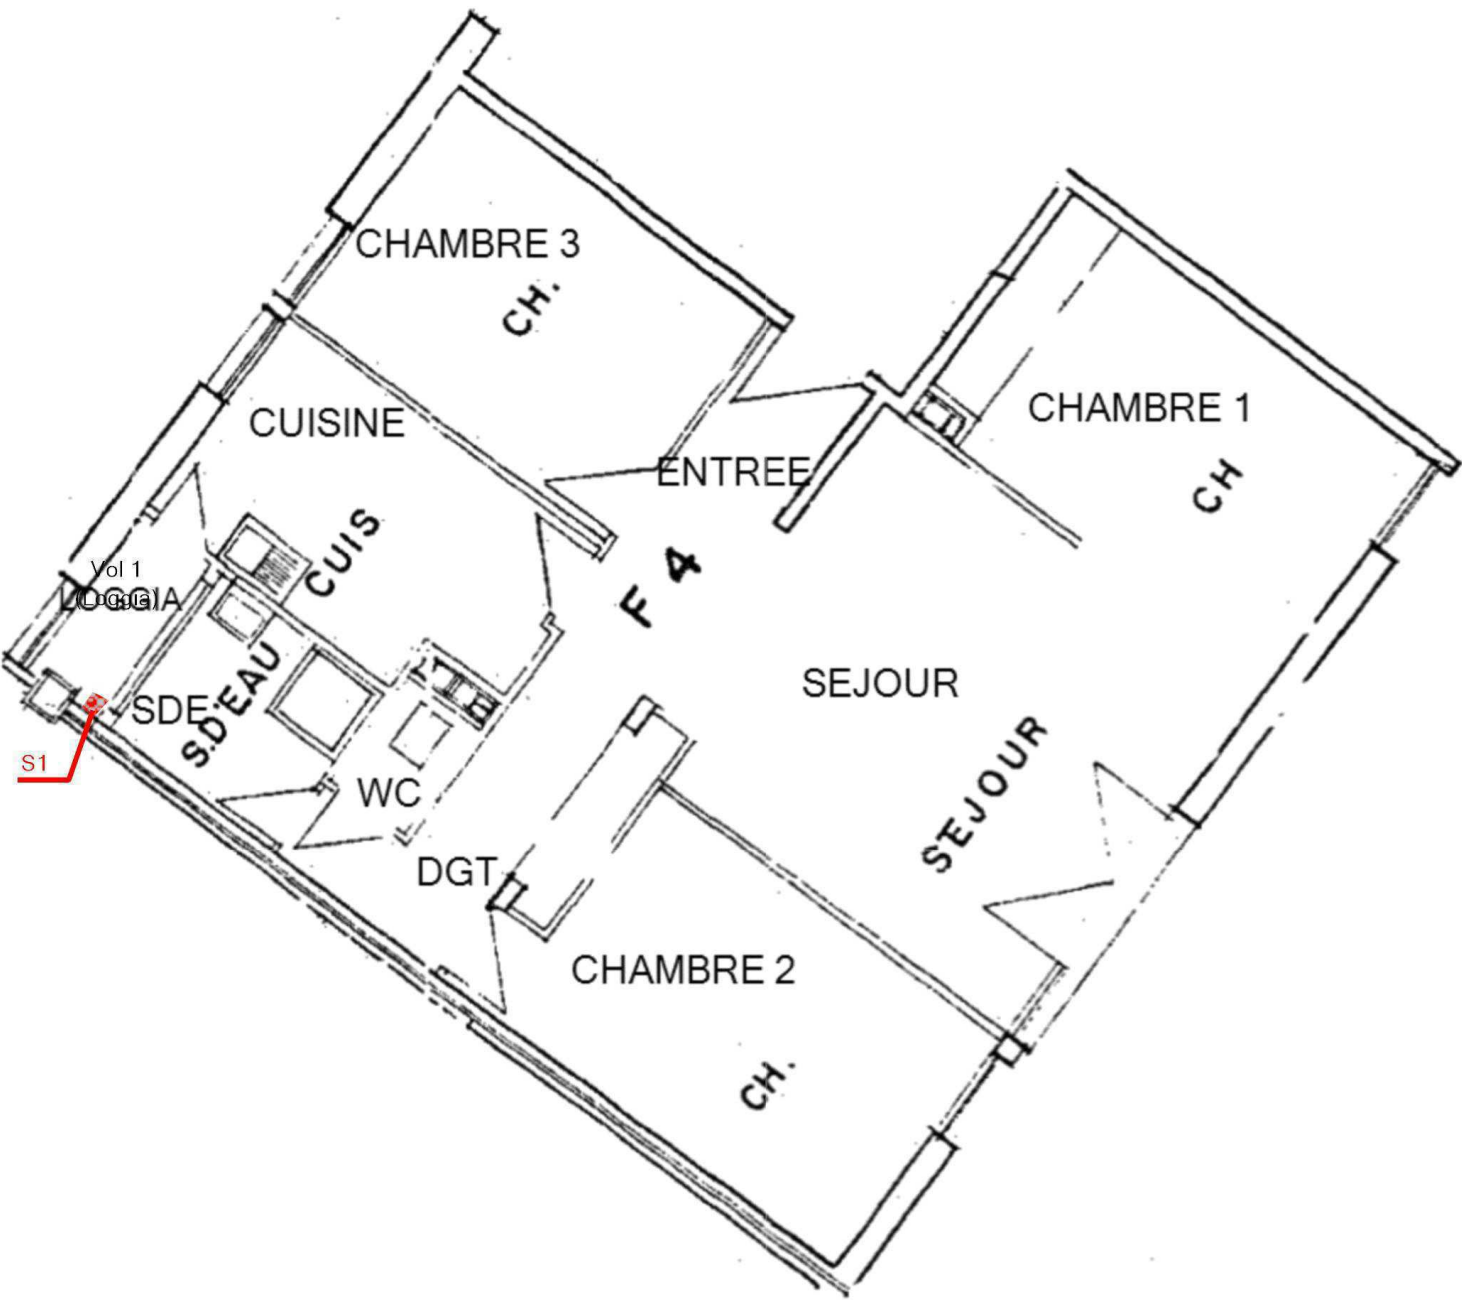 CHAMBRE 3
CH.
CHAMBRE 1
CH
CUISINE
ENTREE
CUIS
F 4
Vol 1
LOGGIA
(Loggia)
S.D'EAU
SDE
SEJOUR
SEJOUR
S1
WC
DGT
CHAMBRE 2
CH.